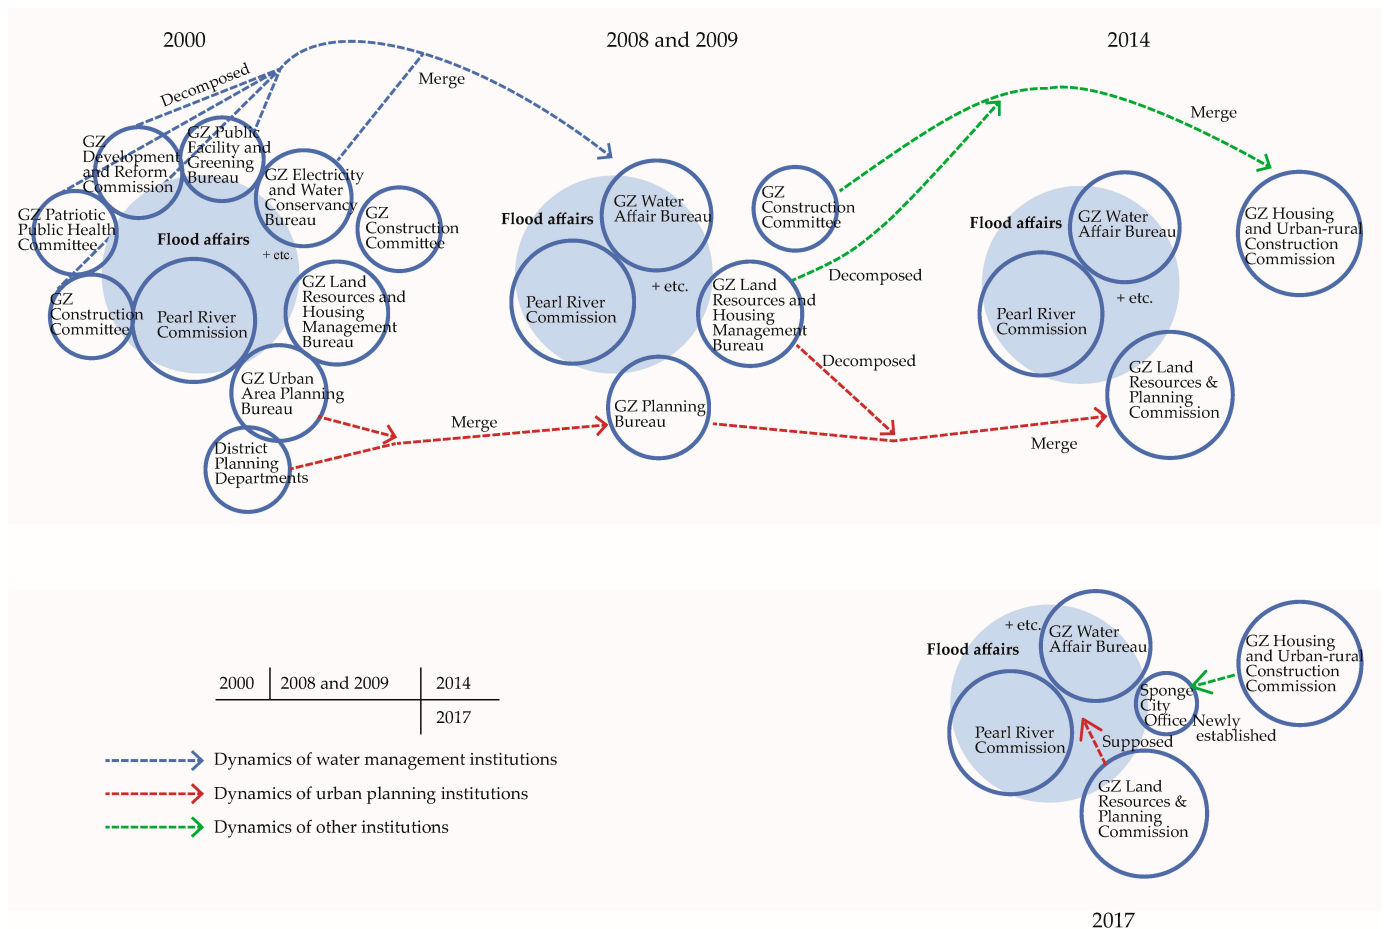 2000
2008 and 2009
2014
Decomposed
Merge
GZ
Development
and Reform
Commission
GZ Public
Facility and
Greening
Bureau
GZ Electricity
and Water
Conservancy
Bureau
GZ Patriotic
Public Health
Committee
GZ
Construction
Committee
Flood affairs
+ etc.
GZ
Construction
Committee
Pearl River
Commission
GZ Land
Resources and
Housing
Management
Bureau
GZ Urban
Area Planning
Bureau
District
Planning
Departments
Merge
Flood affairs
GZ Water
Affair Bureau
GZ
Construction
Committee
Pearl River
Commission
+ etc.
GZ Land
Resources and
Housing
Management
Bureau
GZ Planning
Bureau
Decomposed
Decomposed
Merge
Merge
Flood affairs
GZ Water
Affair Bureau
Pearl River
Commission
+ etc.
GZ Land
Resources &
Planning
Commission
GZ Housing
and Urban-rural
Construction
Commission
2000
2008 and 2009
2014
2017
Dynamics of water management institutions
Dynamics of urban planning institutions
Dynamics of other institutions
+ etc.
Flood affairs
GZ Water
Affair Bureau
Pearl River
Commission
Sponge
City
Office Newly
established
Supposed
GZ Land
Resources &
Planning
Commission
GZ Housing
and Urban-rural
Construction
Commission
2017